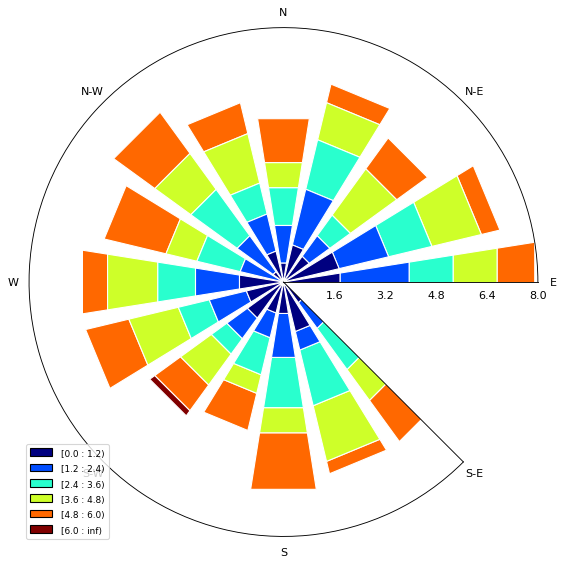 N
N-W
N-E
W
E
1.6 3.2 4.8 6.4 8.0
S-W
S-E
S
[0.0 : 1.2)
[1.2 : 2.4)
[2.4 : 3.6)
[3.6 : 4.8)
[4.8 : 6.0)
[6.0 : inf)